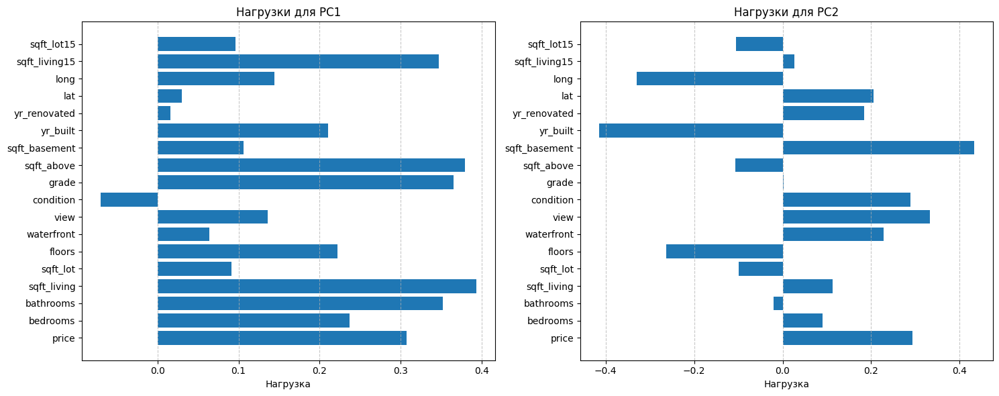 Нагрузки для PC1
sqft_lot15
sqft_living15
long
lat
yr_renovated
yr_built
sqft_basement
sqft_above
grade
condition
view
waterfront
floors
sqft_lot
sqft_living
bathrooms
bedrooms
price
0.0 0.1 0.2 0.3 0.4
Нагрузка
Нагрузки для PC2
sqft_lot15
sqft_living15
long
lat
yr_renovated
yr_built
sqft_basement
sqft_above
grade
condition
view
waterfront
floors
sqft_lot
sqft_living
bathrooms
bedrooms
price
−0.4 −0.2 0.0 0.2 0.4
Нагрузка